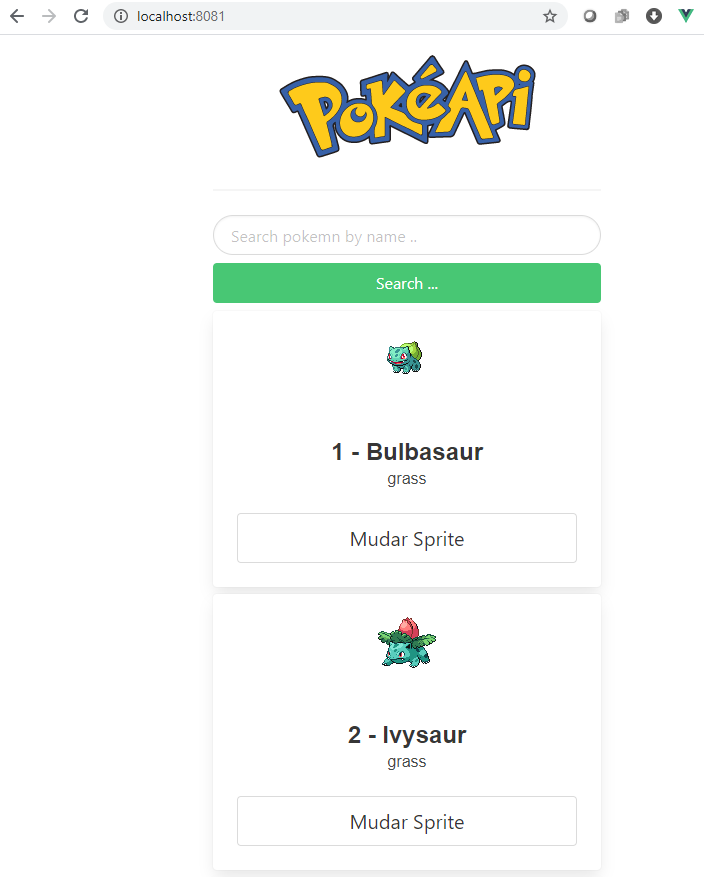 localhost:8081
PokéApi
Search pokemn by name ..
Search ...
1 - Bulbasaur
grass
Mudar Sprite
2 - Ivysaur
grass
Mudar Sprite